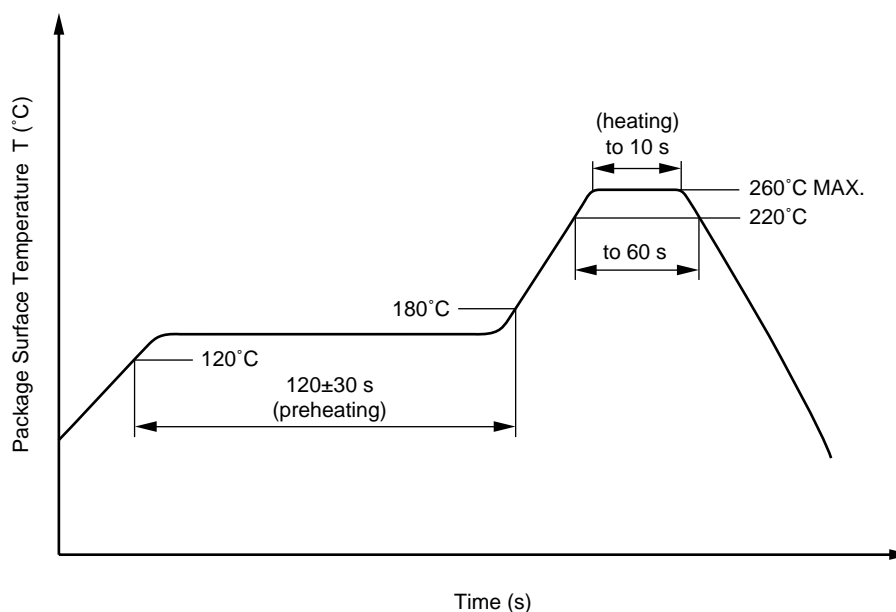 Package Surface Temperature T (˚C)
(heating)
to 10 s
260˚C MAX.
220˚C
to 60 s
180˚C
120˚C
120±30 s
(preheating)
Time (s)